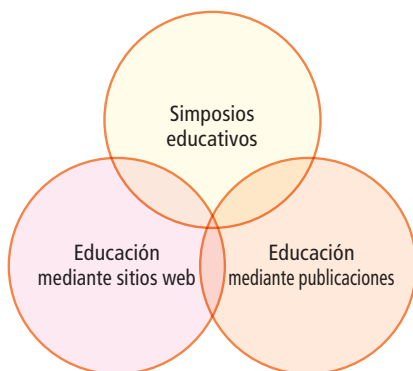 Simposios
educativos
Educación
mediante sitios web
Educación
mediante publicaciones